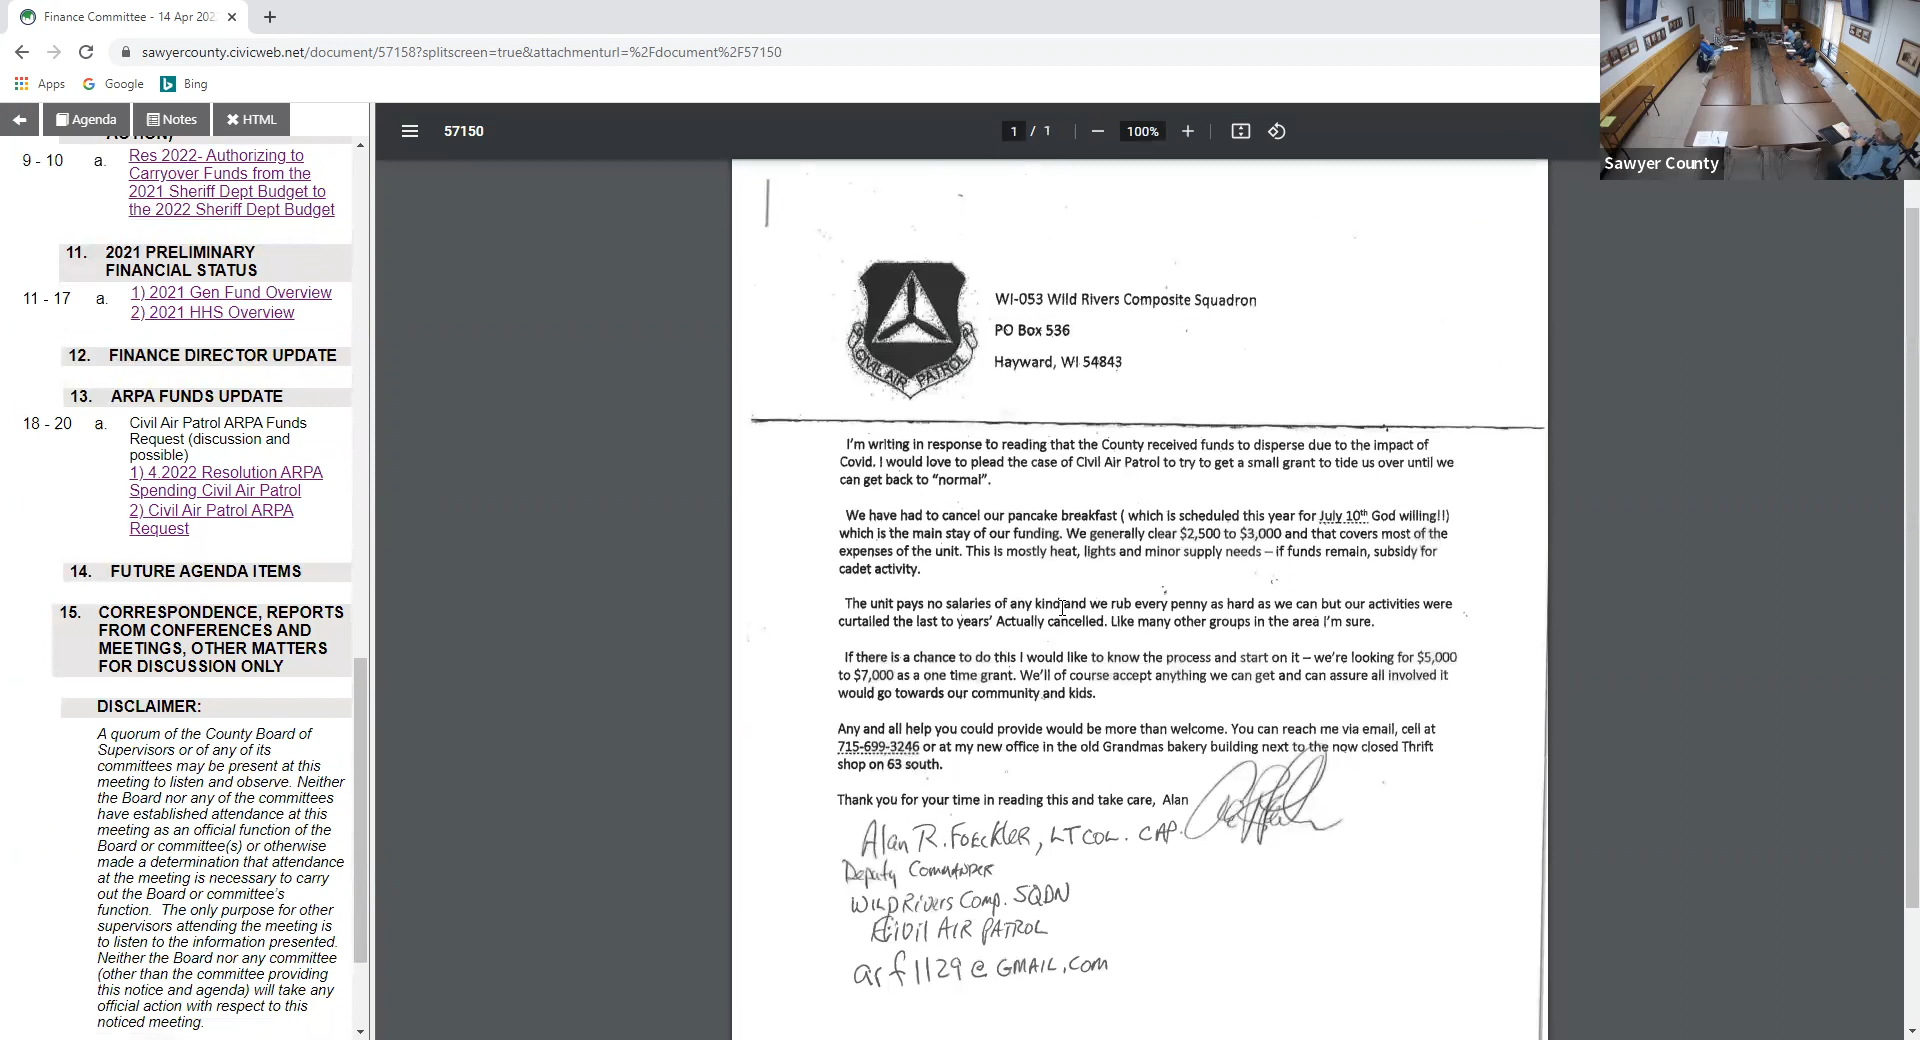 Finance Committee - 14 Apr 202
sawyercounty.civicweb.net/document/57158?splitscreen=true&attachmenturl=%2Fdocument%2F57150
Apps
Google
Bing
Agenda
Notes
HTML
ACTION)
9 - 10 a. Res 2022- Authorizing to
Carryover Funds from the
2021 Sheriff Dept Budget to
the 2022 Sheriff Dept Budget
11. 2021 PRELIMINARY
FINANCIAL STATUS
11 - 17 a. 1) 2021 Gen Fund Overview
2) 2021 HHS Overview
12. FINANCE DIRECTOR UPDATE
13. ARPA FUNDS UPDATE
18 - 20 a. Civil Air Patrol ARPA Funds
Request (discussion and
possible)
1) 4.2022 Resolution ARPA
Spending Civil Air Patrol
2) Civil Air Patrol ARPA
Request
14. FUTURE AGENDA ITEMS
15. CORRESPONDENCE, REPORTS
FROM CONFERENCES AND
MEETINGS, OTHER MATTERS
FOR DISCUSSION ONLY
DISCLAIMER:
A quorum of the County Board of
Supervisors or of any of its
committees may be present at this
meeting to listen and observe. Neither
the Board nor any of the committees
have established attendance at this
meeting as an official function of the
Board or committee(s) or otherwise
made a determination that attendance
at the meeting is necessary to carry
out the Board or committee's
function. The only purpose for other
supervisors attending the meeting is
to listen to the information presented.
Neither the Board nor any committee
(other than the committee providing
this notice and agenda) will take any
official action with respect to this
noticed meeting.
57150
1 / 1
100%
CIVIL AIR PATROL
WI-053 Wild Rivers Composite Squadron
PO Box 536
Hayward, WI 54843
I'm writing in response to reading that the County received funds to disperse due to the impact of
Covid. I would love to plead the case of Civil Air Patrol to try to get a small grant to tide us over until we
can get back to "normal".
We have had to cancel our pancake breakfast ( which is scheduled this year for July 10th God willing!!)
which is the main stay of our funding. We generally clear $2,500 to $3,000 and that covers most of the
expenses of the unit. This is mostly heat, lights and minor supply needs – if funds remain, subsidy for
cadet activity.
The unit pays no salaries of any kind and we rub every penny as hard as we can but our activities were
curtailed the last to years' Actually cancelled. Like many other groups in the area I'm sure.
If there is a chance to do this I would like to know the process and start on it – we're looking for $5,000
to $7,000 as a one time grant. We'll of course accept anything we can get and can assure all involved it
would go towards our community and kids.
Any and all help you could provide would be more than welcome. You can reach me via email, cell at
715-699-3246 or at my new office in the old Grandmas bakery building next to the now closed Thrift
shop on 63 south.
Thank you for your time in reading this and take care, Alan
Alan R. Foeckler, LT COL. CAP.
Deputy Commander
Wild Rivers Comp. SQDN
Civil Air Patrol
arf1129@GMAIL.com
Sawyer County